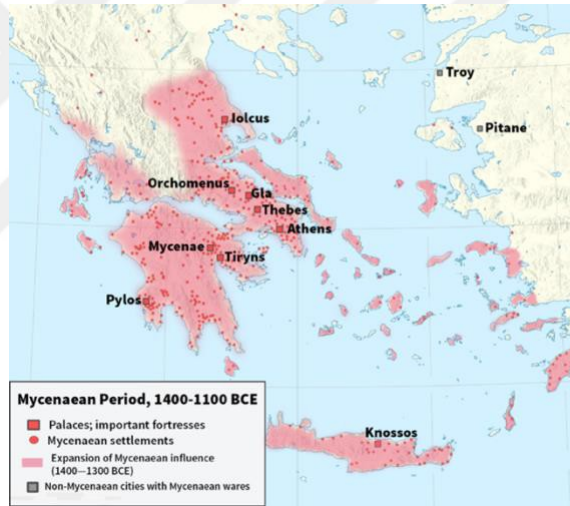 Troy
Pitane
Iolcus
Orchomenus
Gla
Thebes
Athens
Mycenae
Tiryns
Pylos
Knossos
Mycenaean Period, 1400-1100 BCE
Palaces; important fortresses
Mycenaean settlements
Expansion of Mycenaean influence
(1400—1300 BCE)
Non-Mycenaean cities with Mycenaean wares